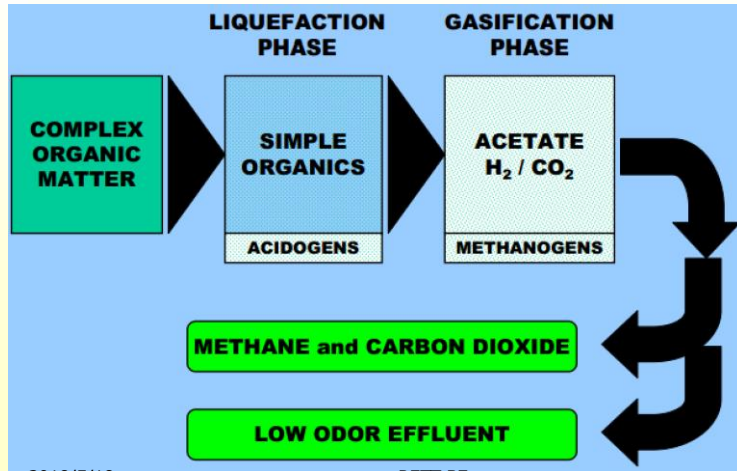 LIQUEFACTION
PHASE
GASIFICATION
PHASE
COMPLEX
ORGANIC
MATTER
SIMPLE
ORGANICS
ACIDOGENS
ACETATE
H₂ / CO₂
METHANOGENS
METHANE and CARBON DIOXIDE
LOW ODOR EFFLUENT